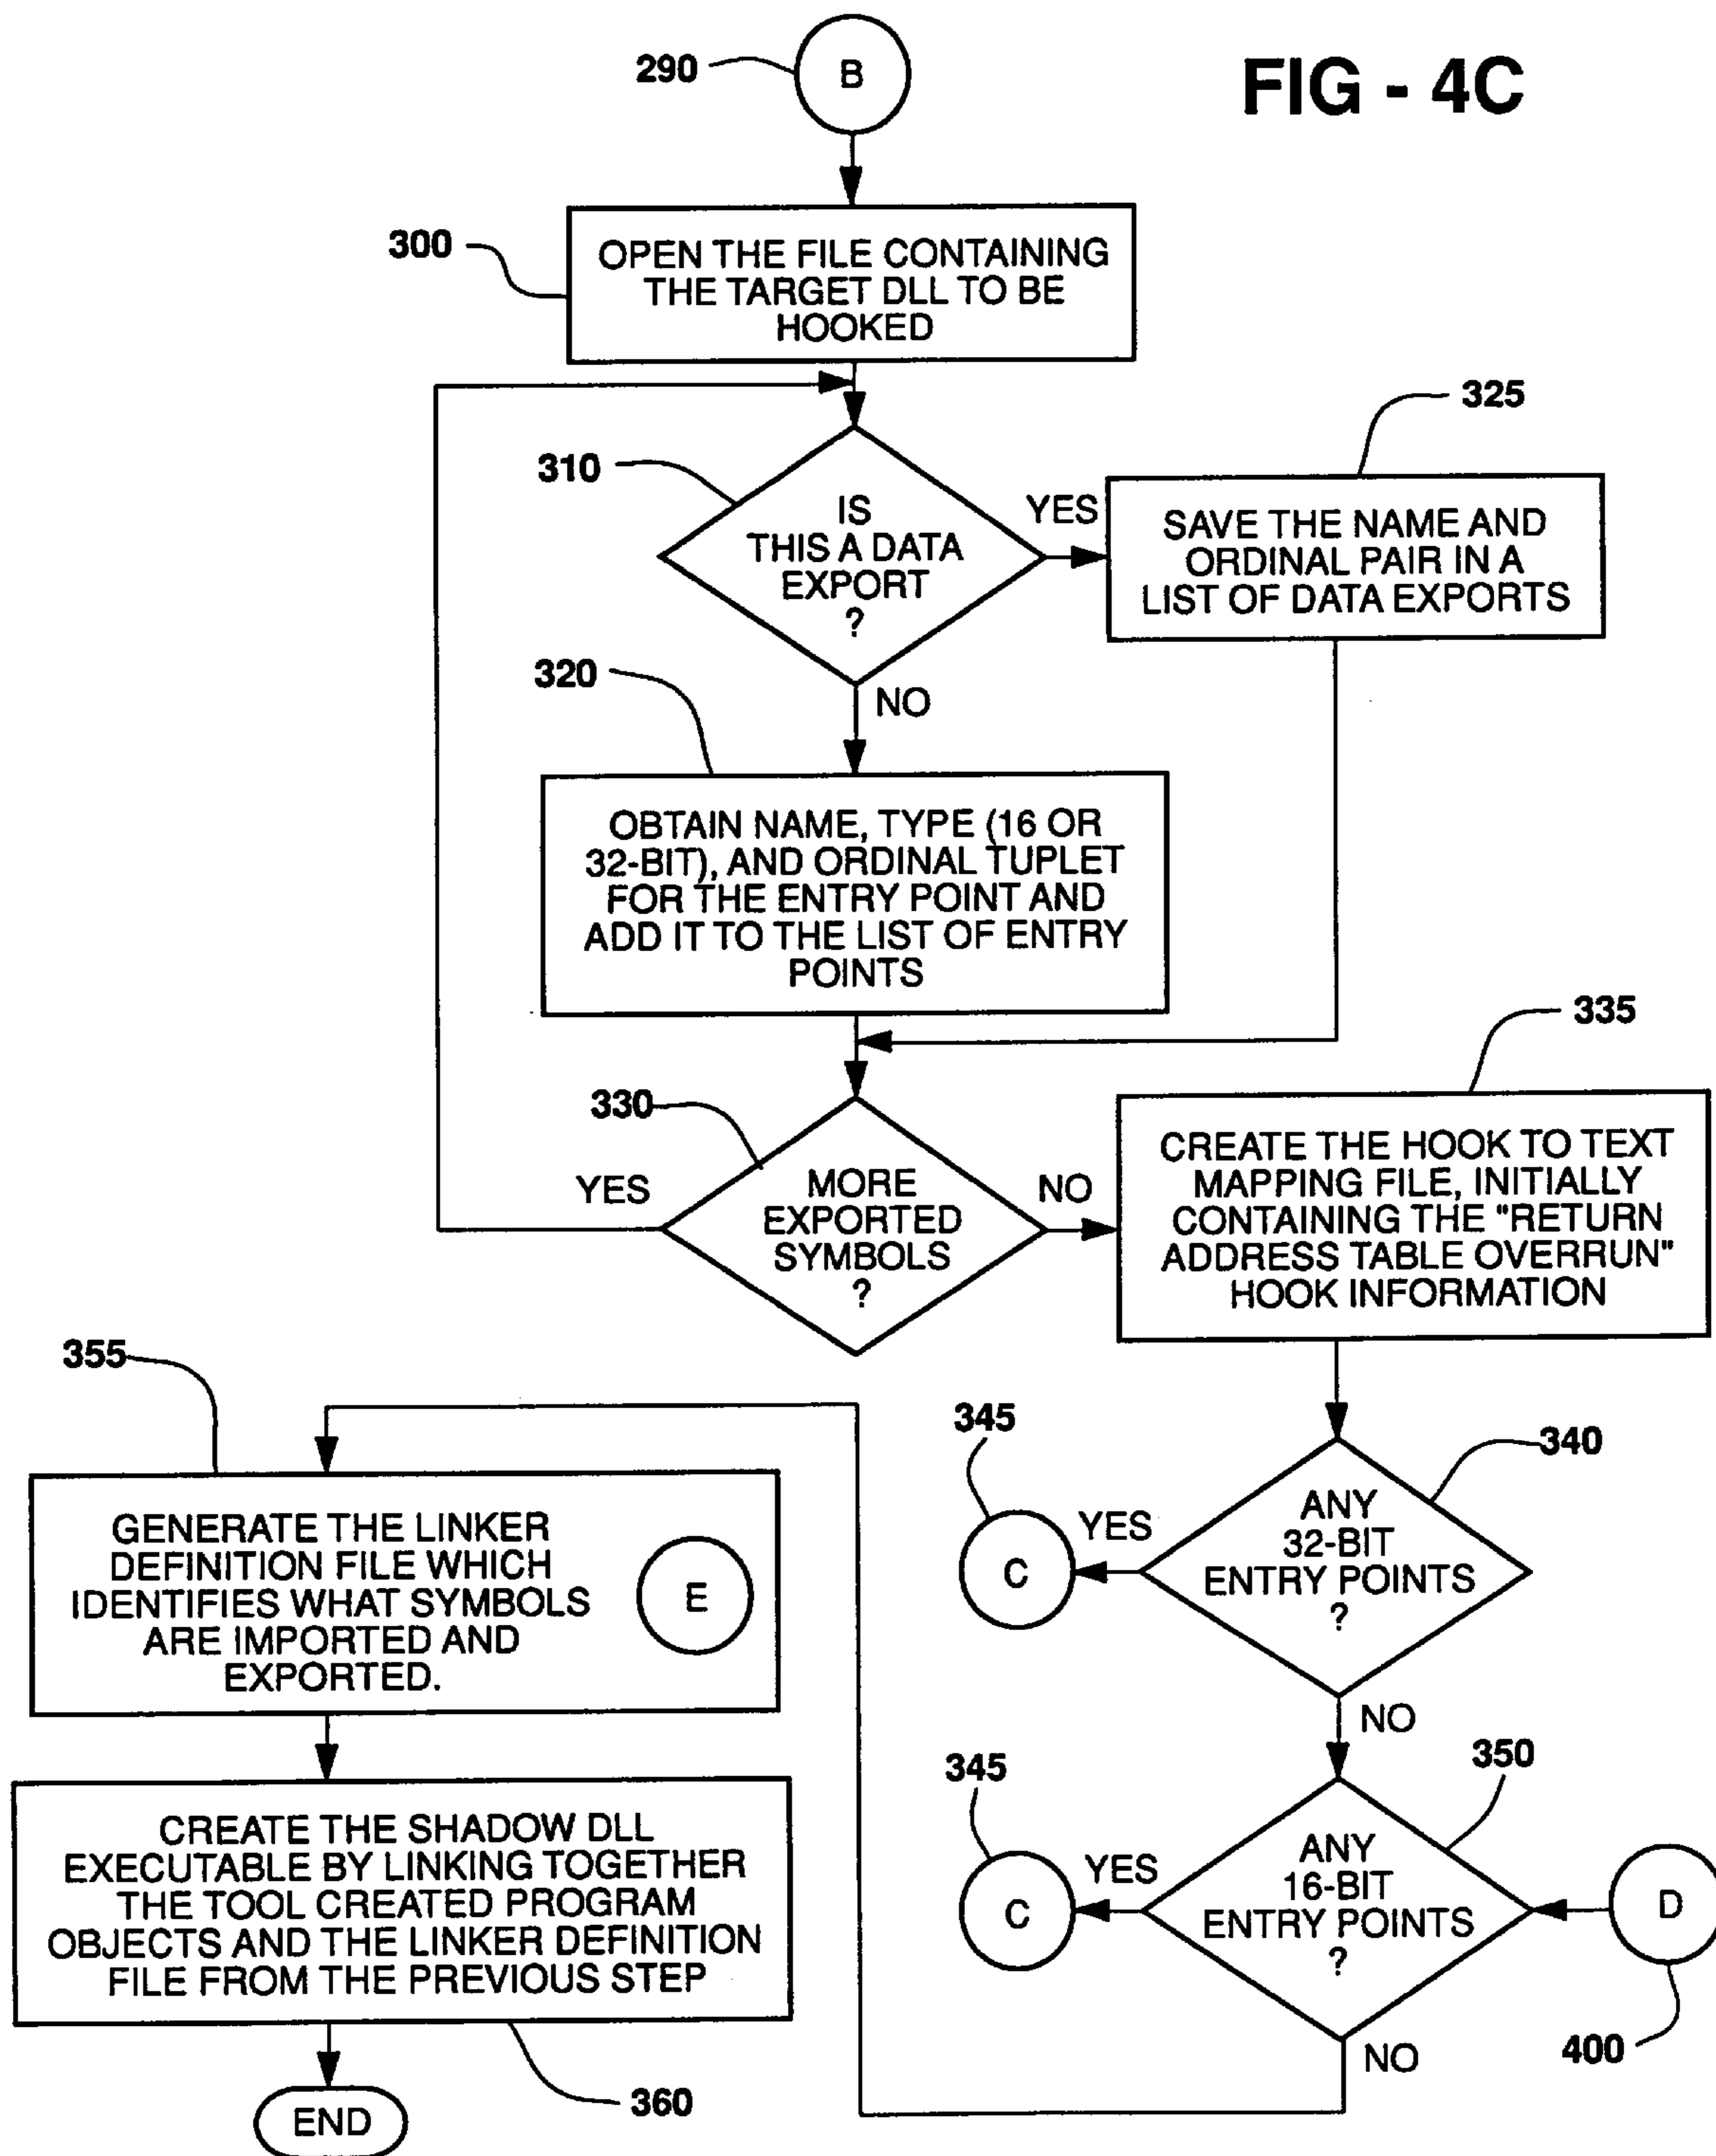 290
B
FIG - 4C
300
OPEN THE FILE CONTAINING
THE TARGET DLL TO BE
HOOKED
325
310
IS
THIS A DATA
EXPORT
?
YES
SAVE THE NAME AND
ORDINAL PAIR IN A
LIST OF DATA EXPORTS
320
NO
OBTAIN NAME, TYPE (16 OR
32-BIT), AND ORDINAL TUPLET
FOR THE ENTRY POINT AND
ADD IT TO THE LIST OF ENTRY
POINTS
335
330
YES
MORE
EXPORTED
SYMBOLS
?
NO
CREATE THE HOOK TO TEXT
MAPPING FILE, INITIALLY
CONTAINING THE "RETURN
ADDRESS TABLE OVERRUN"
HOOK INFORMATION
355
345
340
GENERATE THE LINKER
DEFINITION FILE WHICH
IDENTIFIES WHAT SYMBOLS
ARE IMPORTED AND
EXPORTED.
E
C
YES
ANY
32-BIT
ENTRY POINTS
?
NO
345
350
CREATE THE SHADOW DLL
EXECUTABLE BY LINKING TOGETHER
THE TOOL CREATED PROGRAM
OBJECTS AND THE LINKER DEFINITION
FILE FROM THE PREVIOUS STEP
C
YES
ANY
16-BIT
ENTRY POINTS
?
D
NO
400
360
END